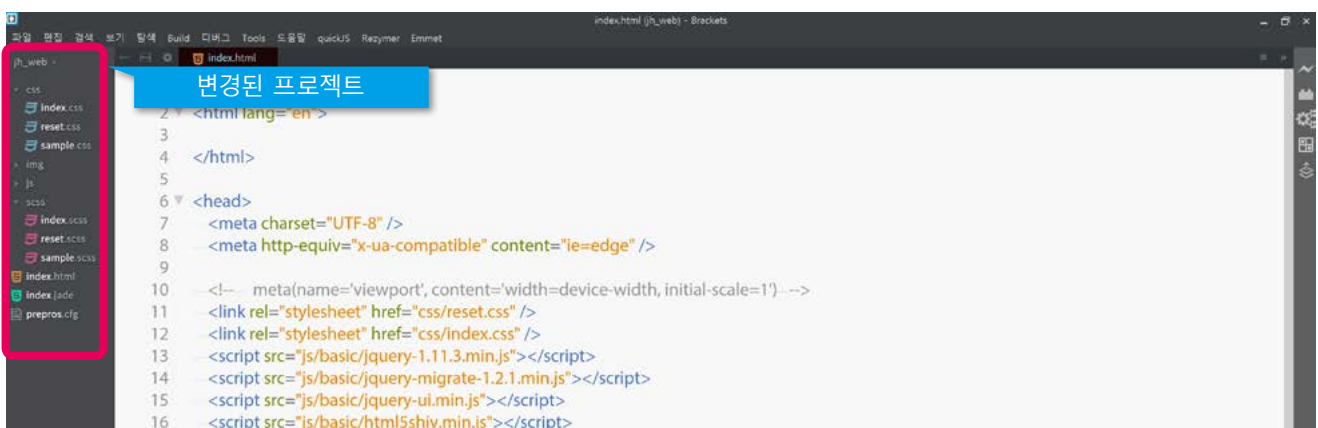 index.html (jh_web) - Brackets
파일 편집 검색 보기 탐색 Build 디버그 Tools 도움말 quickJS Rezymer Emmet
jh_web
index.html
변경된 프로젝트
css
index.css
reset.css
sample.css
img
js
scss
index.scss
reset.scss
sample.scss
index.html
index.jade
prepros.cfg
2 <html lang="en">
3
4 </html>
5
6 <head>
7 <meta charset="UTF-8" />
8 <meta http-equiv="x-ua-compatible" content="ie=edge" />
9
10 <!-- meta(name='viewport', content='width=device-width, initial-scale=1') -->
11 <link rel="stylesheet" href="css/reset.css" />
12 <link rel="stylesheet" href="css/index.css" />
13 <script src="js/basic/jquery-1.11.3.min.js"></script>
14 <script src="js/basic/jquery-migrate-1.2.1.min.js"></script>
15 <script src="js/basic/jquery-ui.min.js"></script>
16 <script src="js/basic/html5shiv.min.js"></script>